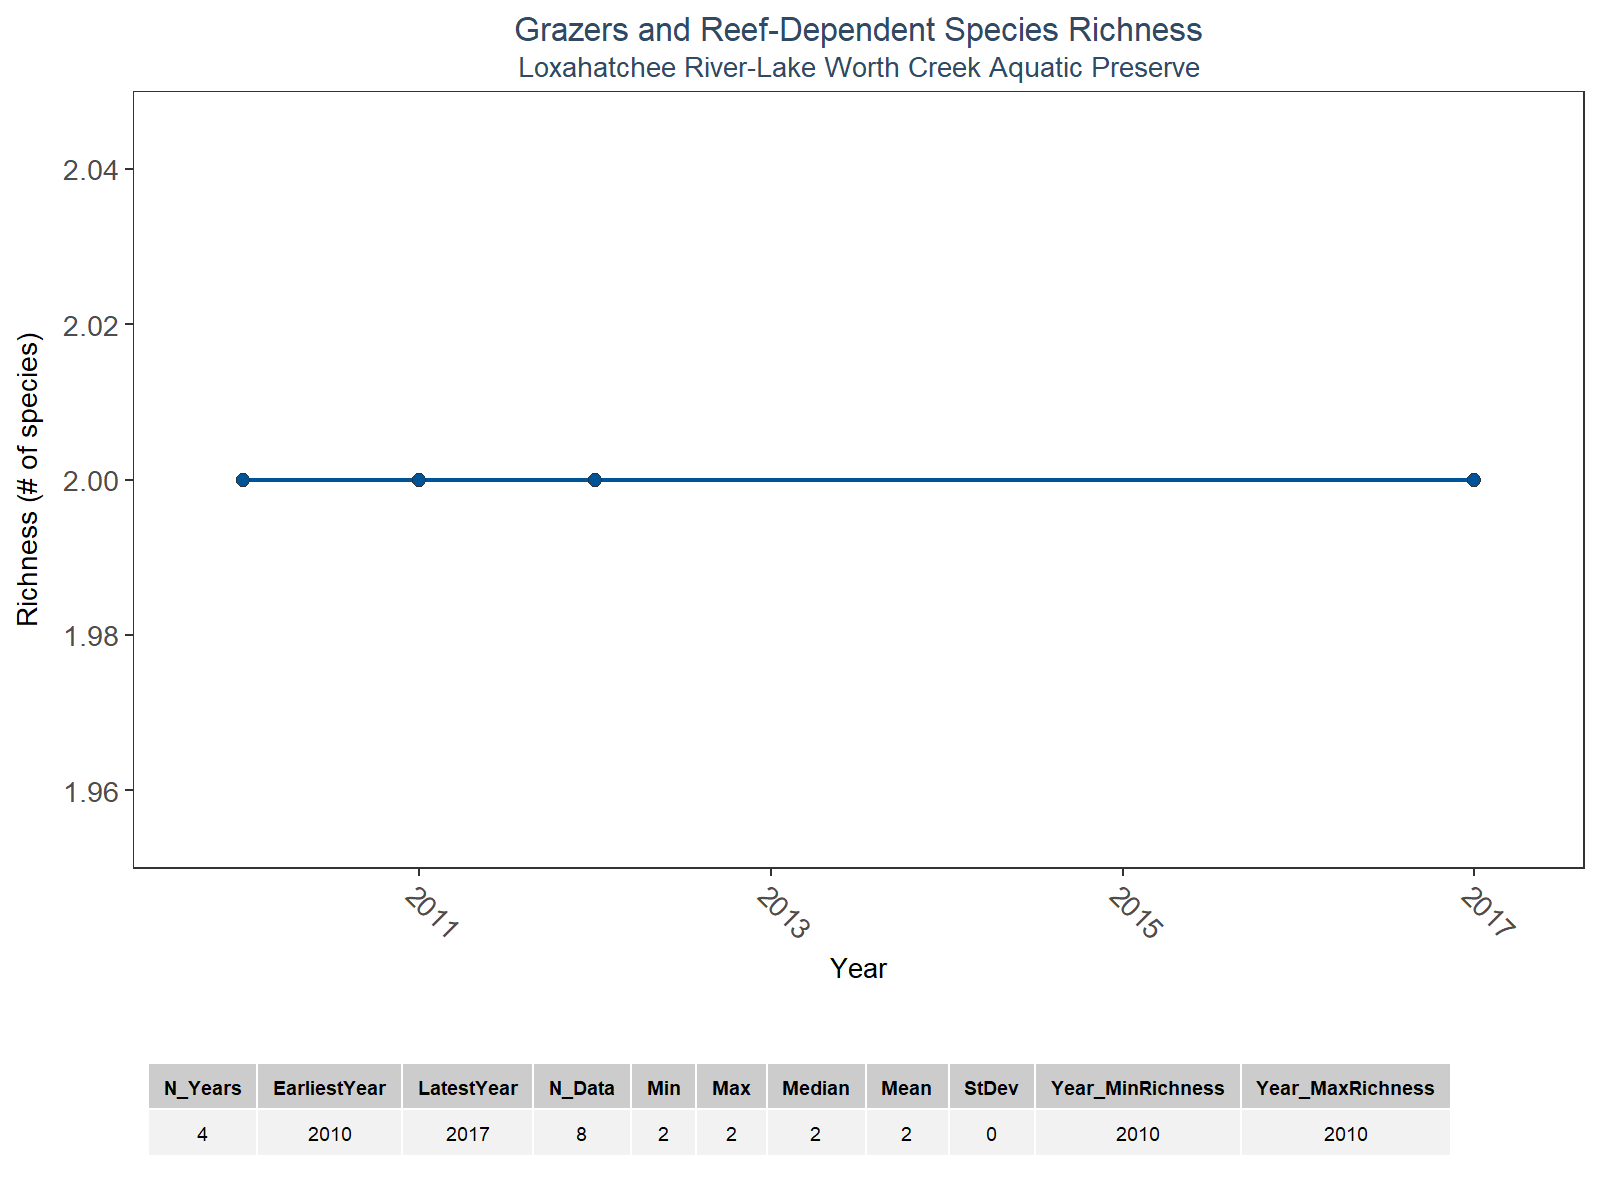 Grazers and Reef-Dependent Species Richness
Loxahatchee River-Lake Worth Creek Aquatic Preserve
Richness (# of species)
2.04
2.02
2.00
1.98
1.96
2011 2013 2015 2017
Year
N_Years EarliestYear LatestYear N_Data Min Max Median Mean StDev Year_MinRichness Year_MaxRichness
4 2010 2017 8 2 2 2 2 0 2010 2010